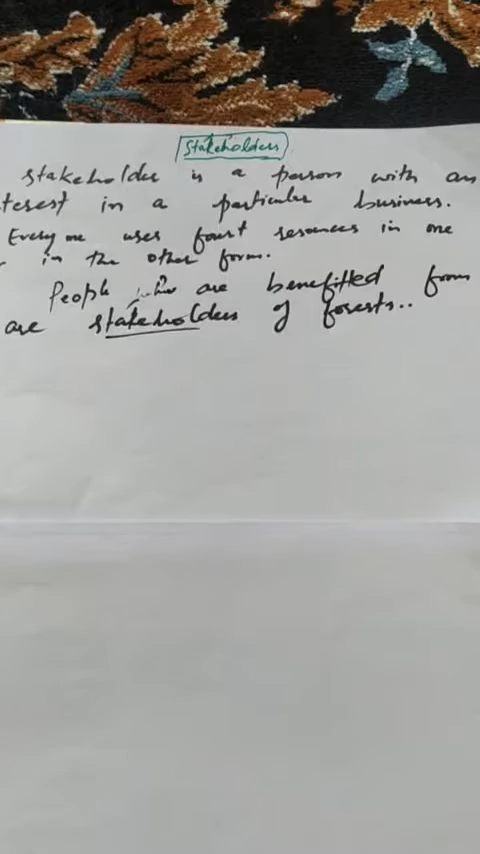 Stakeholders
Stakeholder is a person with an
terest in a particular business.
Every one uses forest resources in one
in the other form.
People who are benefitted from
are stakeholders of forests..